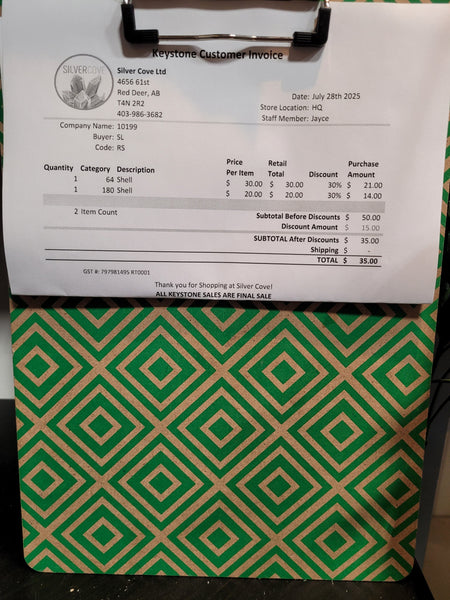 Keystone Customer Invoice
SILVERCOVE
Silver Cove Ltd
4656 61st
Red Deer, AB
T4N 2R2
403-986-3682
Date: July 28th 2025
Store Location: HQ
Staff Member: Jayce
Company Name: 10199
Buyer: SL
Code: RS
Quantity Category Description Price Per Item Retail Total Discount Purchase Amount
1 64 Shell $ 30.00 $ 30.00 30% $ 21.00
1 180 Shell $ 20.00 $ 20.00 30% $ 14.00
2 Item Count
Subtotal Before Discounts $ 50.00
Discount Amount $ 15.00
SUBTOTAL After Discounts $ 35.00
Shipping $ -
TOTAL $ 35.00
GST #: 797981495 RT0001
Thank you for Shopping at Silver Cove!
ALL KEYSTONE SALES ARE FINAL SALE